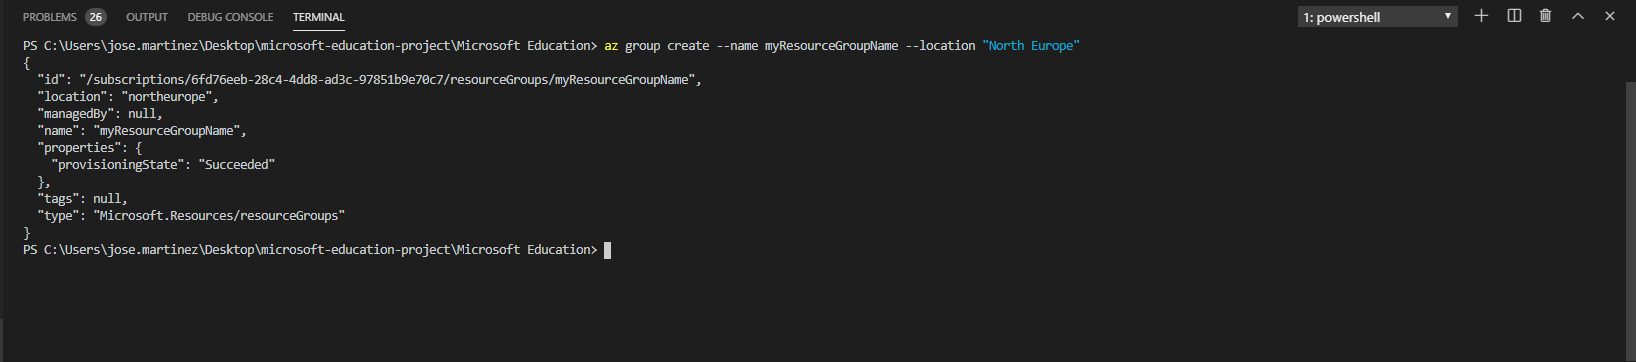 PROBLEMS 26 OUTPUT DEBUG CONSOLE TERMINAL 1: powershell
PS C:\Users\jose.martinez\Desktop\microsoft-education-project\Microsoft Education> az group create --name myResourceGroupName --location "North Europe"
{
  "id": "/subscriptions/6fd76eeb-28c4-4dd8-ad3c-97851b9e70c7/resourceGroups/myResourceGroupName",
  "location": "northeurope",
  "managedBy": null,
  "name": "myResourceGroupName",
  "properties": {
    "provisioningState": "Succeeded"
  },
  "tags": null,
  "type": "Microsoft.Resources/resourceGroups"
}
PS C:\Users\jose.martinez\Desktop\microsoft-education-project\Microsoft Education>